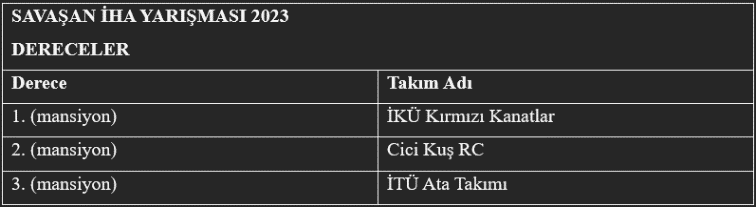 SAVAŞAN İHA YARIŞMASI 2023
DERECELER
Derece Takım Adı
1. (mansiyon) İKÜ Kırmızı Kanatlar
2. (mansiyon) Cici Kuş RC
3. (mansiyon) İTÜ Ata Takımı